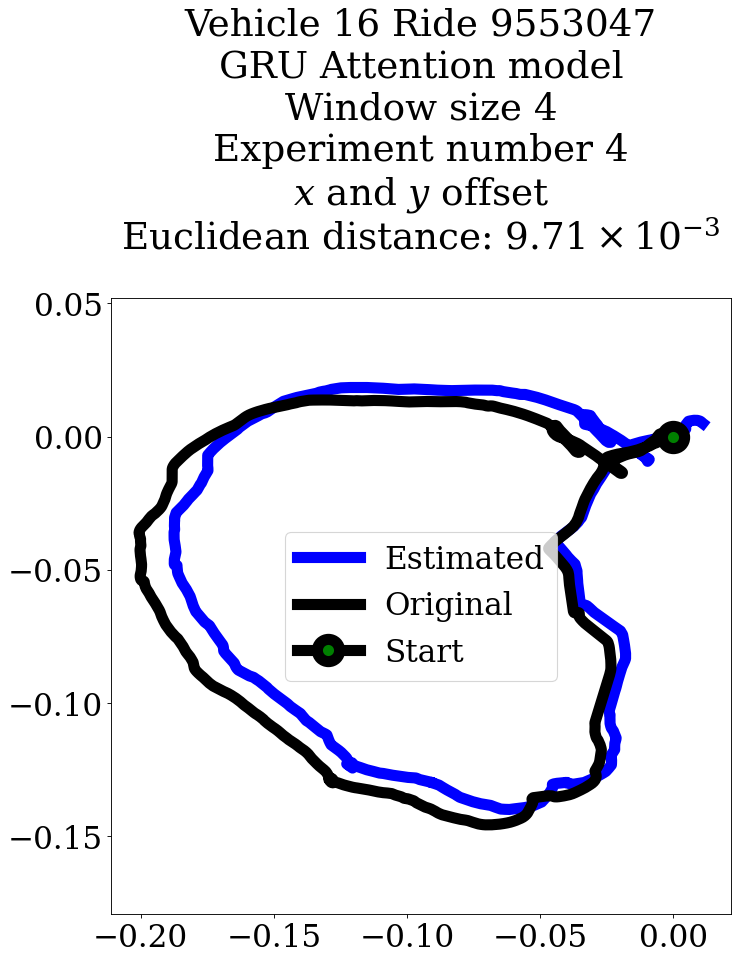 Vehicle 16 Ride 9553047
GRU Attention model
Window size 4
Experiment number 4
x and y offset
Euclidean distance: 9.71 × 10⁻³
0.05
0.00
−0.05
−0.10
−0.15
Estimated
Original
Start
−0.20 −0.15 −0.10 −0.05 0.00